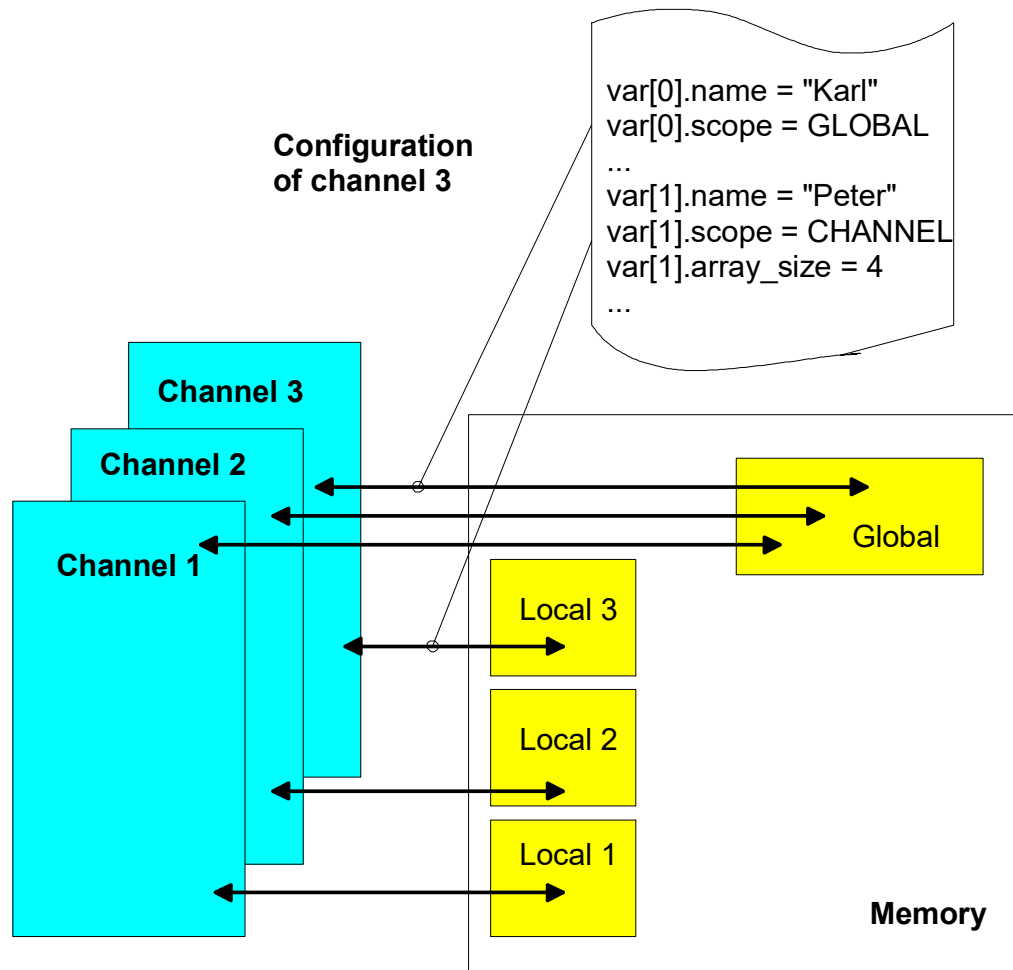 var[0].name = "Karl"
var[0].scope = GLOBAL
...
var[1].name = "Peter"
var[1].scope = CHANNEL
var[1].array_size = 4
...
Configuration
of channel 3
Channel 3
Channel 2
Channel 1
Global
Local 3
Local 2
Local 1
Memory